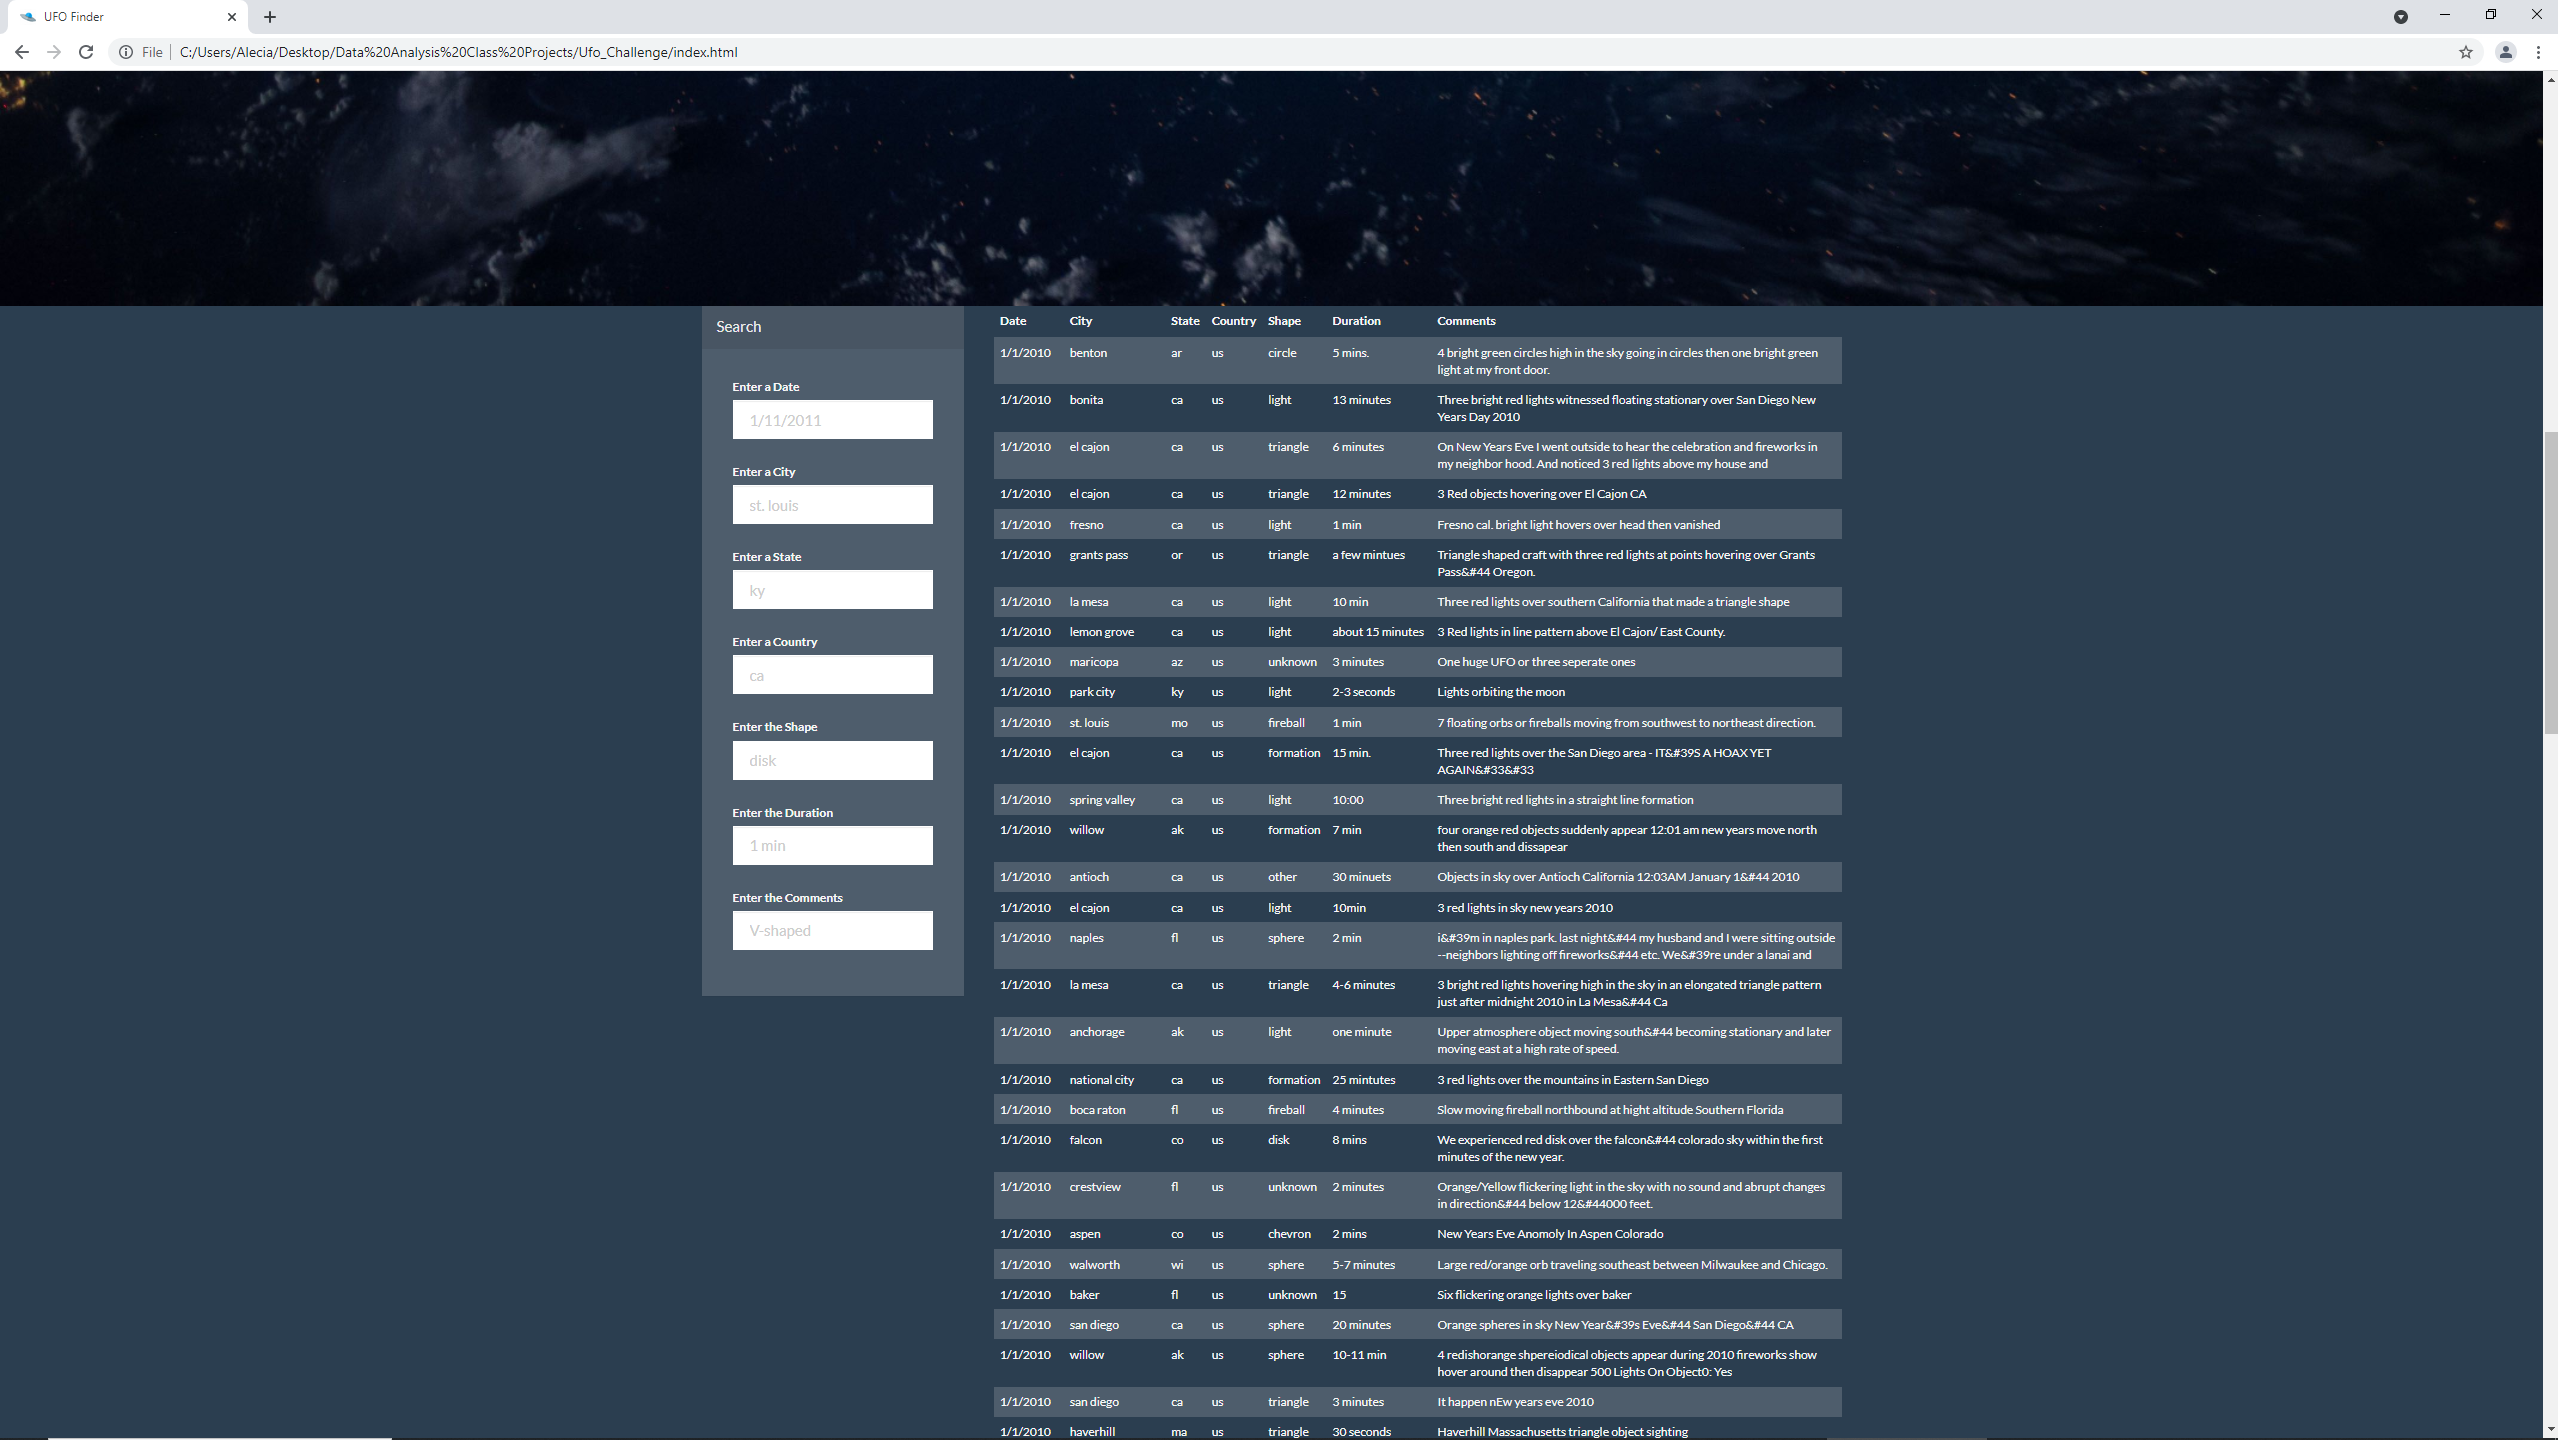 UFO Finder
File | C:/Users/Alecia/Desktop/Data%20Analysis%20Class%20Projects/Ufo_Challenge/index.html
Search
Enter a Date
1/11/2011
Enter a City
st. louis
Enter a State
ky
Enter a Country
ca
Enter the Shape
disk
Enter the Duration
1 min
Enter the Comments
V-shaped
Date City State Country Shape Duration Comments
1/1/2010 benton ar us circle 5 mins. 4 bright green circles high in the sky going in circles then one bright green
light at my front door.
1/1/2010 bonita ca us light 13 minutes Three bright red lights witnessed floating stationary over San Diego New
Years Day 2010
1/1/2010 el cajon ca us triangle 6 minutes On New Years Eve I went outside to hear the celebration and fireworks in
my neighbor hood. And noticed 3 red lights above my house and
1/1/2010 el cajon ca us triangle 12 minutes 3 Red objects hovering over El Cajon CA
1/1/2010 fresno ca us light 1 min Fresno cal. bright light hovers over head then vanished
1/1/2010 grants pass or us triangle a few mintues Triangle shaped craft with three red lights at points hovering over Grants
Pass&#44 Oregon.
1/1/2010 la mesa ca us light 10 min Three red lights over southern California that made a triangle shape
1/1/2010 lemon grove ca us light about 15 minutes 3 Red lights in line pattern above El Cajon/ East County.
1/1/2010 maricopa az us unknown 3 minutes One huge UFO or three seperate ones
1/1/2010 park city ky us light 2-3 seconds Lights orbiting the moon
1/1/2010 st. louis mo us fireball 1 min 7 floating orbs or fireballs moving from southwest to northeast direction.
1/1/2010 el cajon ca us formation 15 min. Three red lights over the San Diego area - IT&#39S A HOAX YET
AGAIN&#33&#33
1/1/2010 spring valley ca us light 10:00 Three bright red lights in a straight line formation
1/1/2010 willow ak us formation 7 min four orange red objects suddenly appear 12:01 am new years move north
then south and dissapear
1/1/2010 antioch ca us other 30 minuets Objects in sky over Antioch California 12:03AM January 1&#44 2010
1/1/2010 el cajon ca us light 10min 3 red lights in sky new years 2010
1/1/2010 naples fl us sphere 2 min i&#39m in naples park. last night&#44 my husband and I were sitting outside
--neighbors lighting off fireworks&#44 etc. We&#39re under a lanai and
1/1/2010 la mesa ca us triangle 4-6 minutes 3 bright red lights hovering high in the sky in an elongated triangle pattern
just after midnight 2010 in La Mesa&#44 Ca
1/1/2010 anchorage ak us light one minute Upper atmosphere object moving south&#44 becoming stationary and later
moving east at a high rate of speed.
1/1/2010 national city ca us formation 25 mintutes 3 red lights over the mountains in Eastern San Diego
1/1/2010 boca raton fl us fireball 4 minutes Slow moving fireball northbound at hight altitude Southern Florida
1/1/2010 falcon co us disk 8 mins We experienced red disk over the falcon&#44 colorado sky within the first
minutes of the new year.
1/1/2010 crestview fl us unknown 2 minutes Orange/Yellow flickering light in the sky with no sound and abrupt changes
in direction&#44 below 12&#44000 feet.
1/1/2010 aspen co us chevron 2 mins New Years Eve Anomoly In Aspen Colorado
1/1/2010 walworth wi us sphere 5-7 minutes Large red/orange orb traveling southeast between Milwaukee and Chicago.
1/1/2010 baker fl us unknown 15 Six flickering orange lights over baker
1/1/2010 san diego ca us sphere 20 minutes Orange spheres in sky New Year&#39s Eve&#44 San Diego&#44 CA
1/1/2010 willow ak us sphere 10-11 min 4 redishorange shpereiodical objects appear during 2010 fireworks show
hover around then disappear 500 Lights On Object0: Yes
1/1/2010 san diego ca us triangle 3 minutes It happen nEw years eve 2010
1/1/2010 haverhill ma us triangle 30 seconds Haverhill Massachusetts triangle object sighting